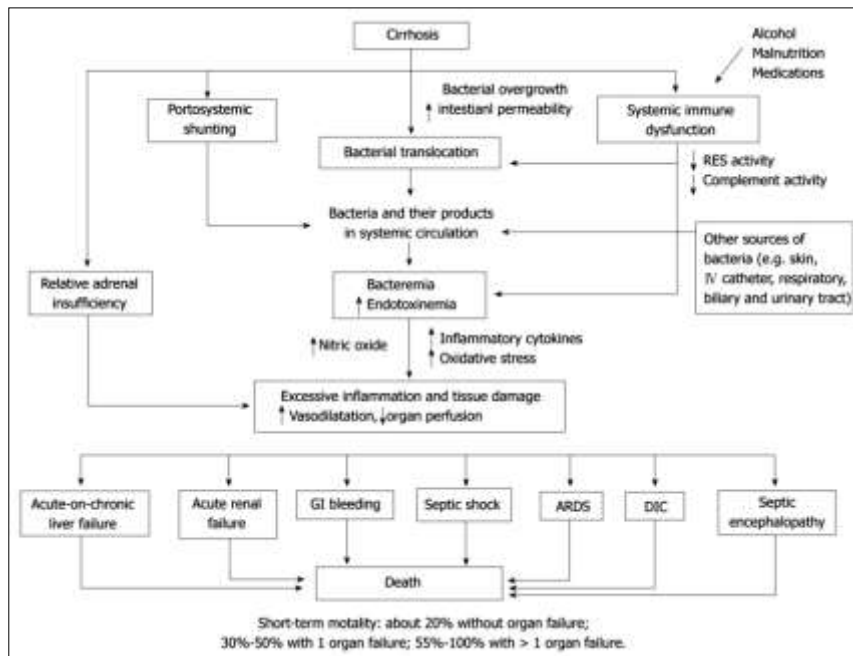 Cirrhosis
Alcohol
Malnutrition
Medications
Portosystemic
shunting
Bacterial overgrowth
intestianl permeability
Systemic immune
dysfunction
Bacterial translocation
RES activity
Complement activity
Bacteria and their products
in systemic circulation
Other sources of
bacteria (e.g. skin,
Ⅳ catheter, respiratory,
biliary and urinary tract)
Relative adrenal
insufficiency
Bacteremia
Endotoxinemia
Nitric oxide
Inflammatory cytokines
Oxidative stress
Excessive inflammation and tissue damage
Vasodilatation, organ perfusion
Acute-on-chronic
liver failure
Acute renal
failure
GI bleeding
Septic shock
ARDS
DIC
Septic
encephalopathy
Death
Short-term motality: about 20% without organ failure;
30%-50% with 1 organ failure; 55%-100% with > 1 organ failure.